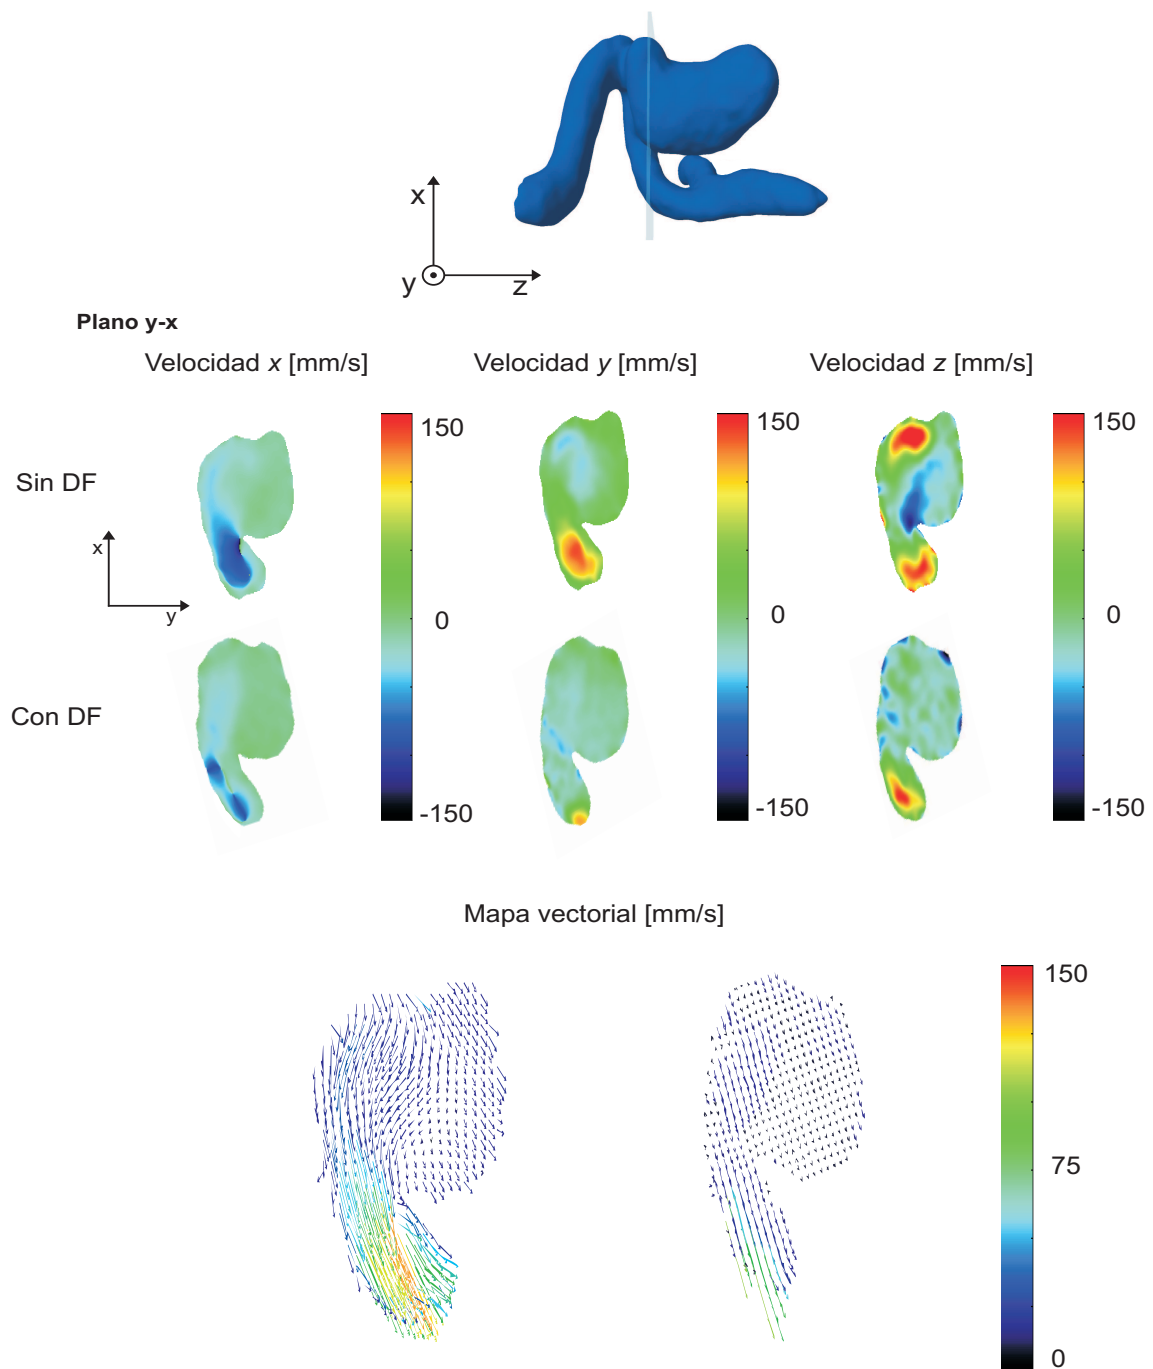 x
y
z
Plano y-x
Velocidad x [mm/s]
Velocidad y [mm/s]
Velocidad z [mm/s]
150
150
150
Sin DF
x
y
0
0
0
Con DF
-150
-150
-150
Mapa vectorial [mm/s]
150
75
0